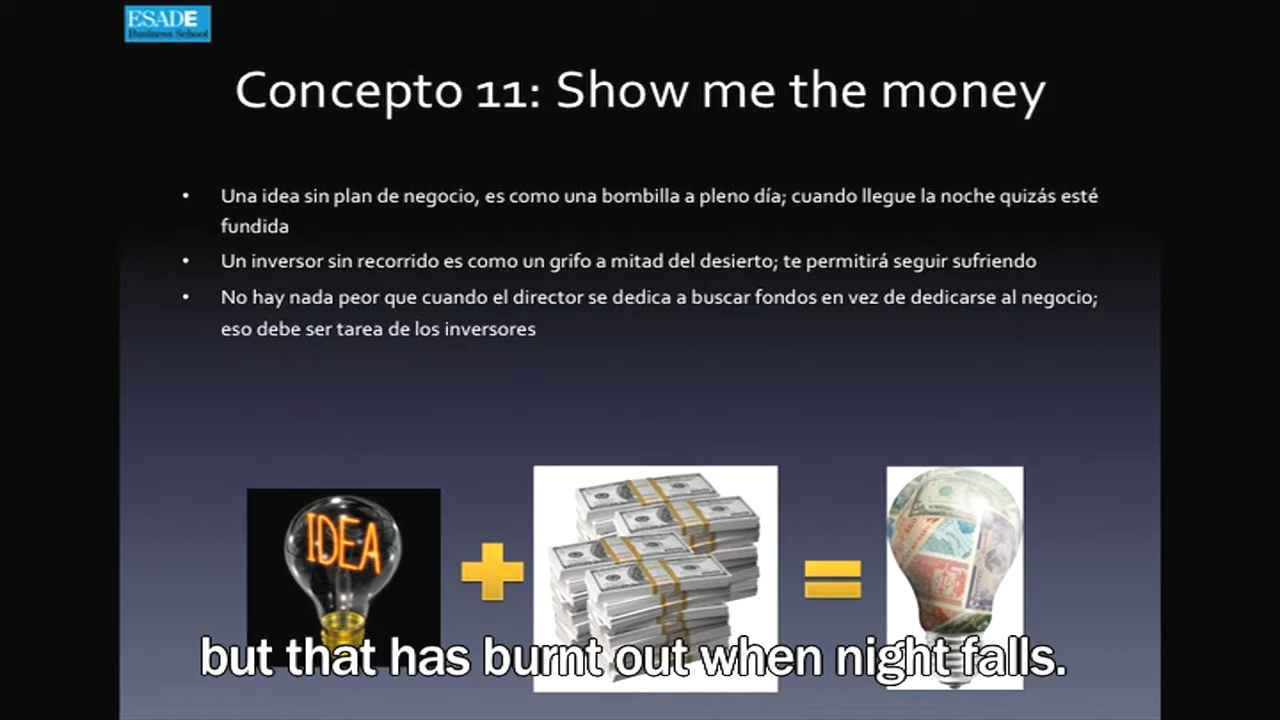 ESADE
Business School
Concepto 11: Show me the money
• Una idea sin plan de negocio, es como una bombilla a pleno día; cuando llegue la noche quizás esté
fundida
• Un inversor sin recorrido es como un grifo a mitad del desierto; te permitirá seguir sufriendo
• No hay nada peor que cuando el director se dedica a buscar fondos en vez de dedicarse al negocio;
eso debe ser tarea de los inversores
IDEA
but that has burnt out when night falls.